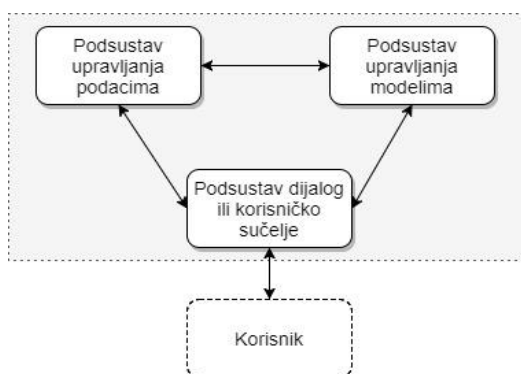 Podsustav
upravljanja
podacima
Podsustav
upravljanja
modelima
Podsustav dijalog
ili korisničko
sučelje
Korisnik